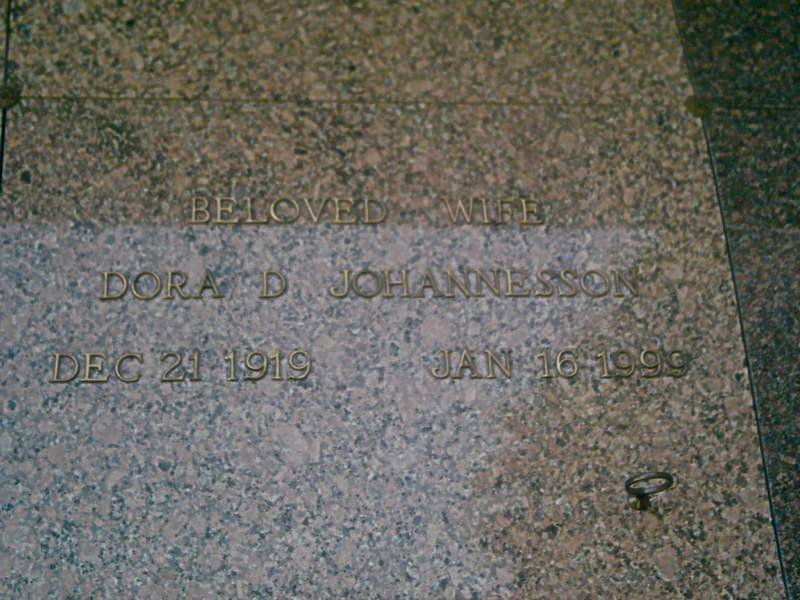 BELOVED WIFE
DORA D JOHANNESSON
DEC 21 1919 JAN 16 1999